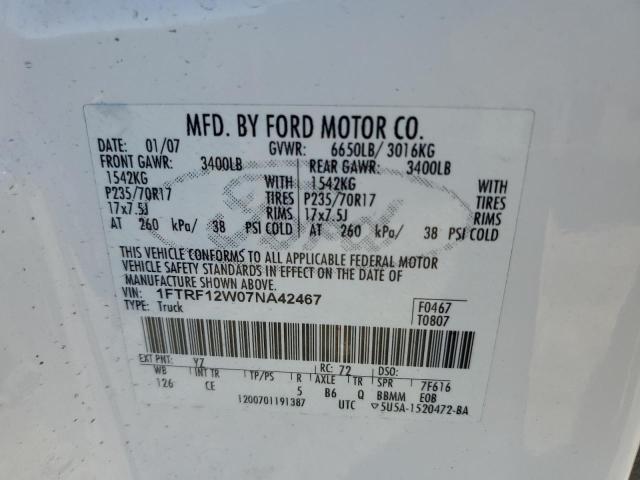 MFD. BY FORD MOTOR CO.
DATE: 01/07 GVWR: 6650LB/ 3016KG
FRONT GAWR: 3400LB REAR GAWR: 3400LB
1542KG WITH 1542KG WITH
P235/70R17 TIRES P235/70R17 TIRES
17x7.5J RIMS 17x7.5J RIMS
AT 260 kPa/ 38 PSI COLD AT 260 kPa/ 38 PSI COLD
Ford
THIS VEHICLE CONFORMS TO ALL APPLICABLE FEDERAL MOTOR
VEHICLE SAFETY STANDARDS IN EFFECT ON THE DATE OF
MANUFACTURE SHOWN ABOVE.
VIN: 1FTRF12W07NA42467 F0467
TYPE: Truck T0807
EXT PNT: YZ RC: 72 DSO:
WB INT TR TP/PS R AXLE TR SPR 7F616
126 CE 5 B6 Q BBMM EOB
1200701191387 UTC ▽5U5A-1520472-BA